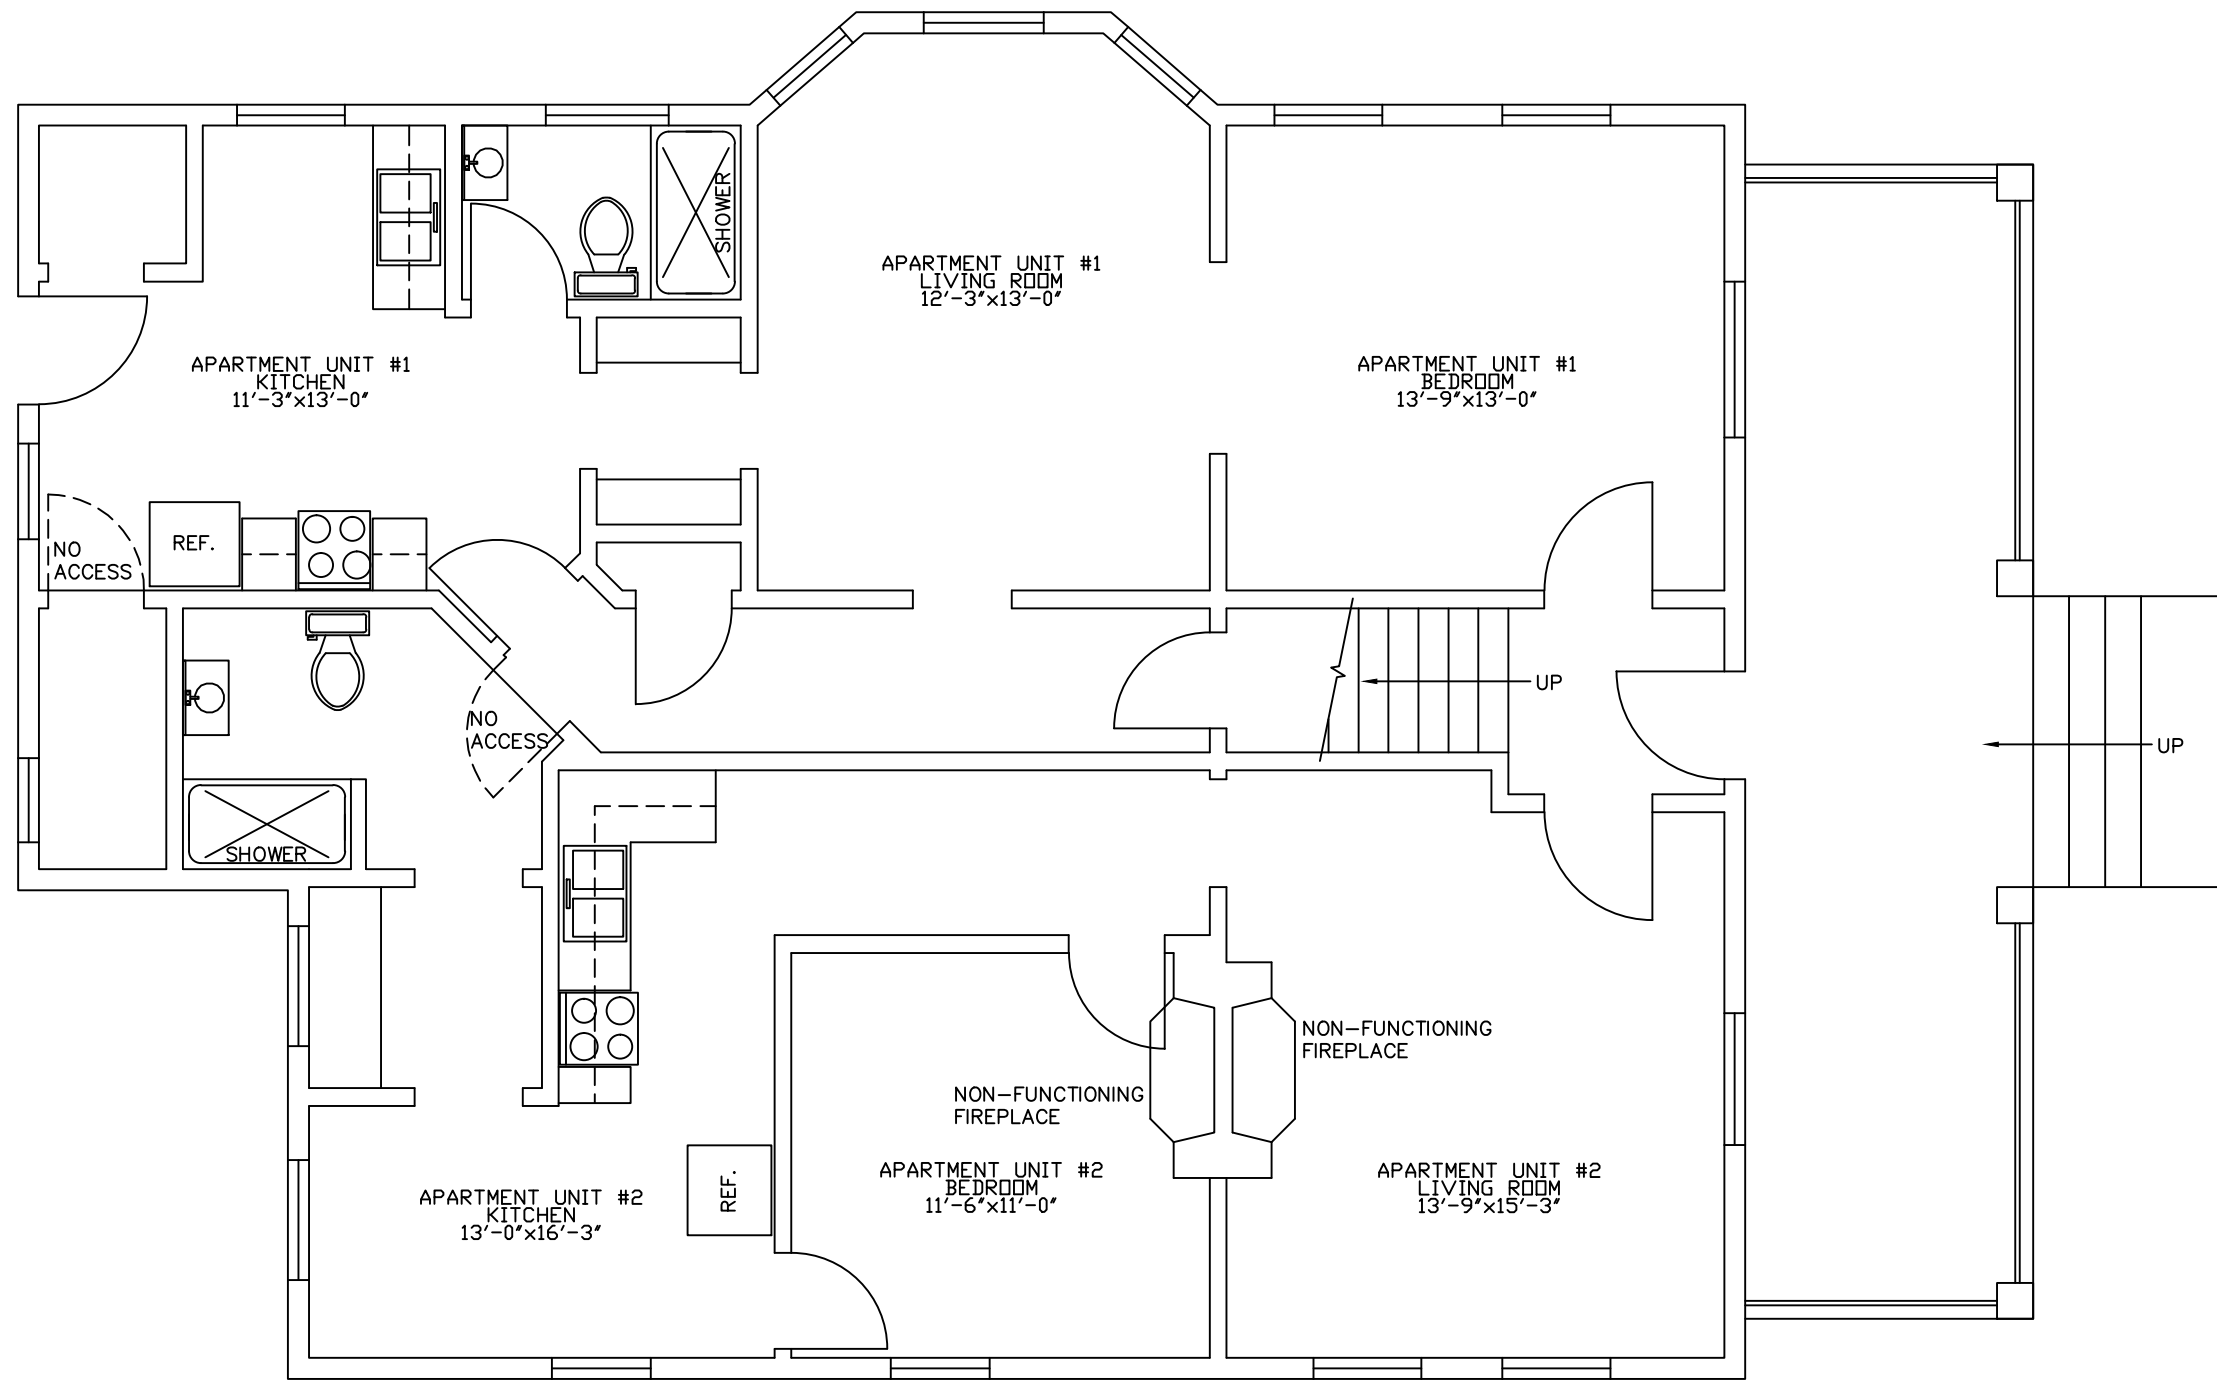 SHOWER
APARTMENT UNIT #1
LIVING ROOM
12'-3"x13'-0"
APARTMENT UNIT #1
KITCHEN
11'-3"x13'-0"
APARTMENT UNIT #1
BEDROOM
13'-9"x13'-0"
REF.
NO
ACCESS
UP
NO
ACCESS
UP
SHOWER
NON-FUNCTIONING
FIREPLACE
NON-FUNCTIONING
FIREPLACE
APARTMENT UNIT #2
KITCHEN
13'-0"x16'-3"
REF.
APARTMENT UNIT #2
BEDROOM
11'-6"x11'-0"
APARTMENT UNIT #2
LIVING ROOM
13'-9"x15'-3"